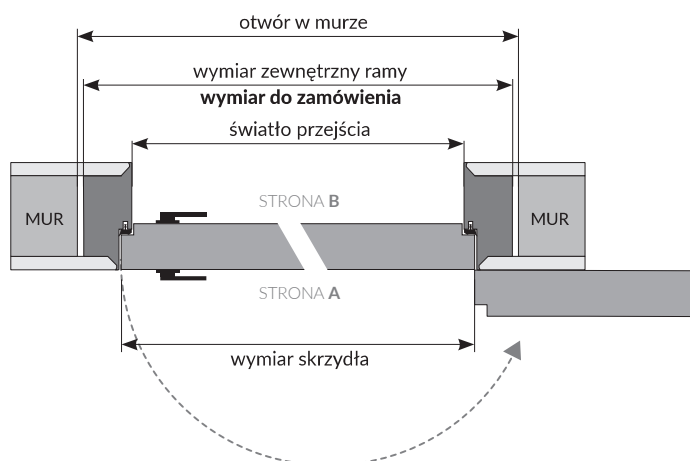 otwór w murze
wymiar zewnętrzny ramy
wymiar do zamówienia
światło przejścia
STRONA B
MUR
MUR
STRONA A
wymiar skrzydła